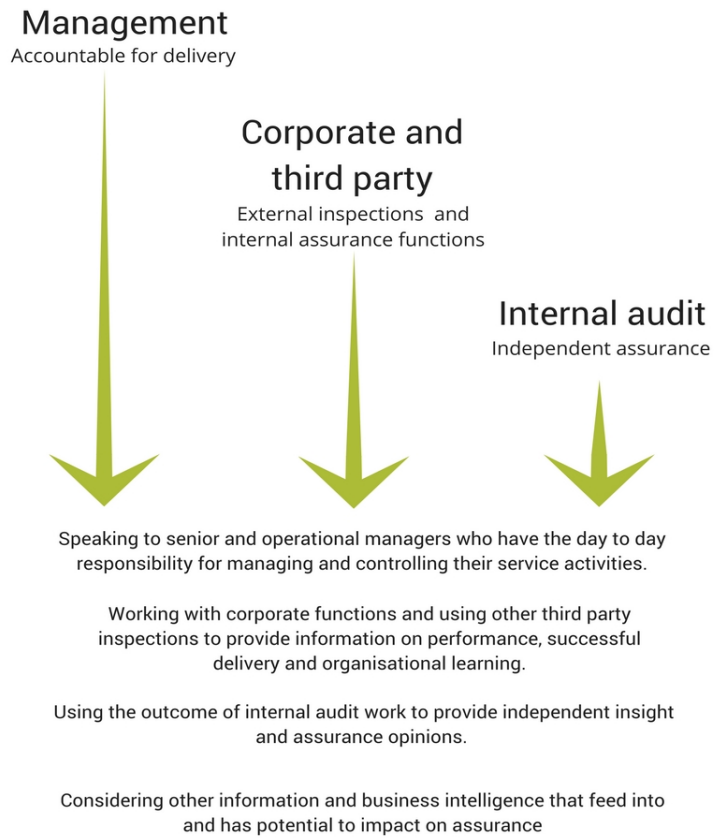 Management
Accountable for delivery
Corporate and
third party
External inspections and
internal assurance functions
Internal audit
Independent assurance
Speaking to senior and operational managers who have the day to day
responsibility for managing and controlling their service activities.
Working with corporate functions and using other third party
inspections to provide information on performance, successful
delivery and organisational learning.
Using the outcome of internal audit work to provide independent insight
and assurance opinions.
Considering other information and business intelligence that feed into
and has potential to impact on assurance